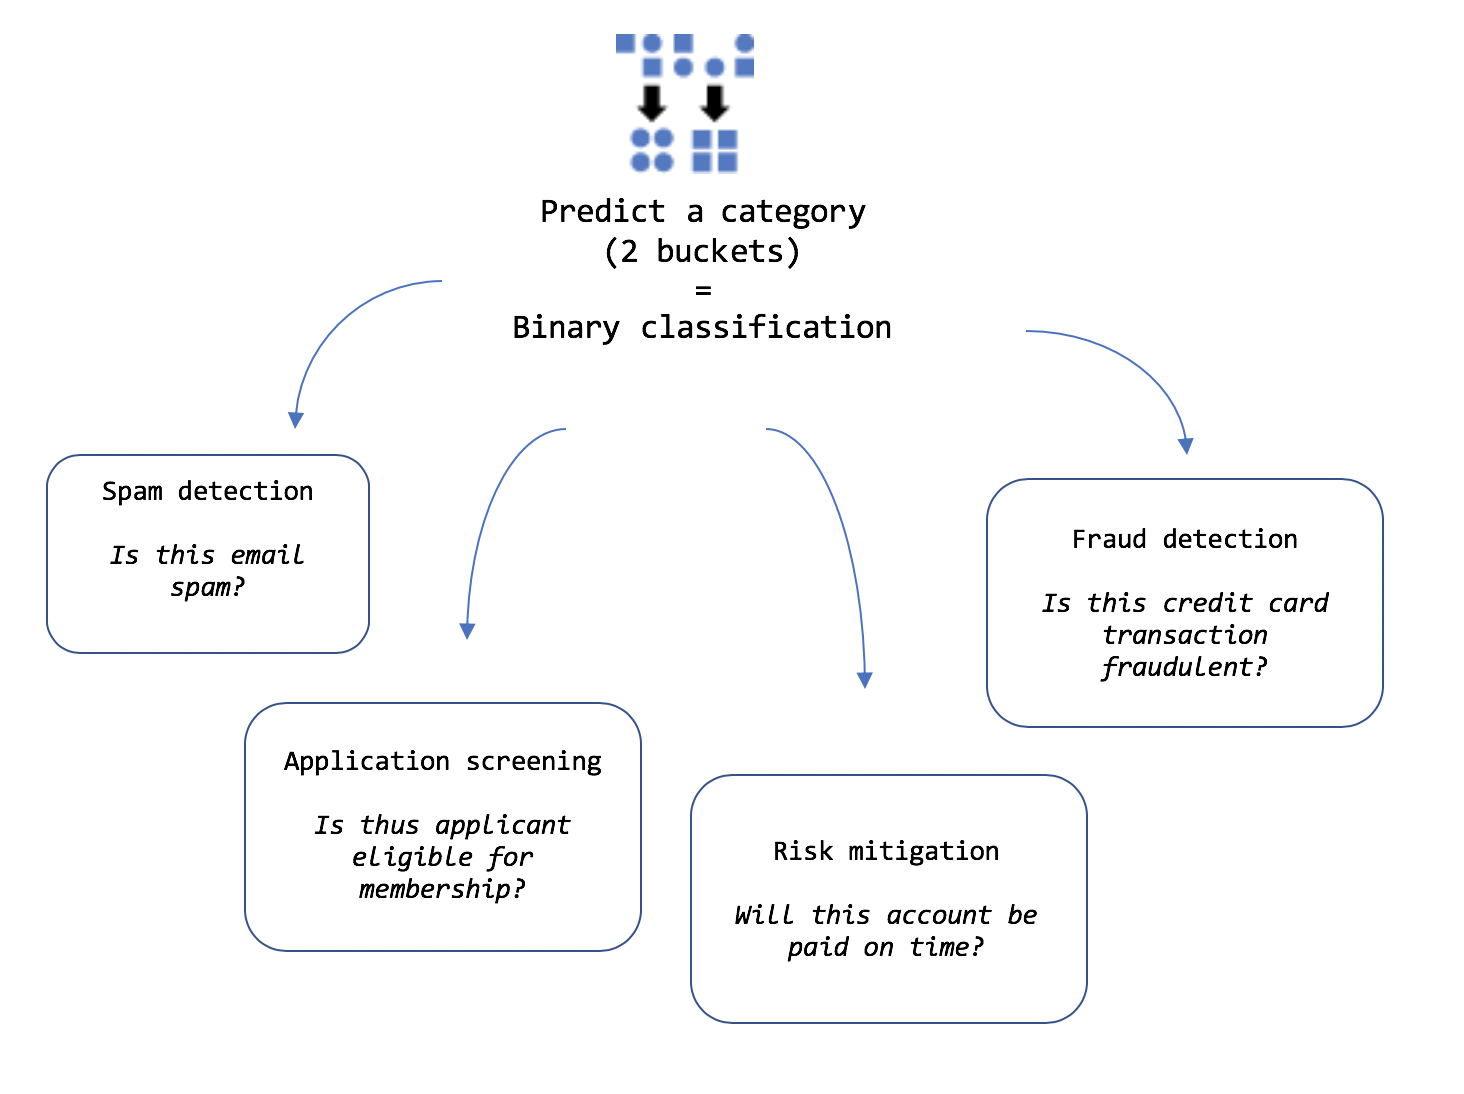 Predict a category
(2 buckets)
=
Binary classification
Spam detection
Is this email
spam?
Application screening
Is thus applicant
eligible for
membership?
Risk mitigation
Will this account be
paid on time?
Fraud detection
Is this credit card
transaction
fraudulent?